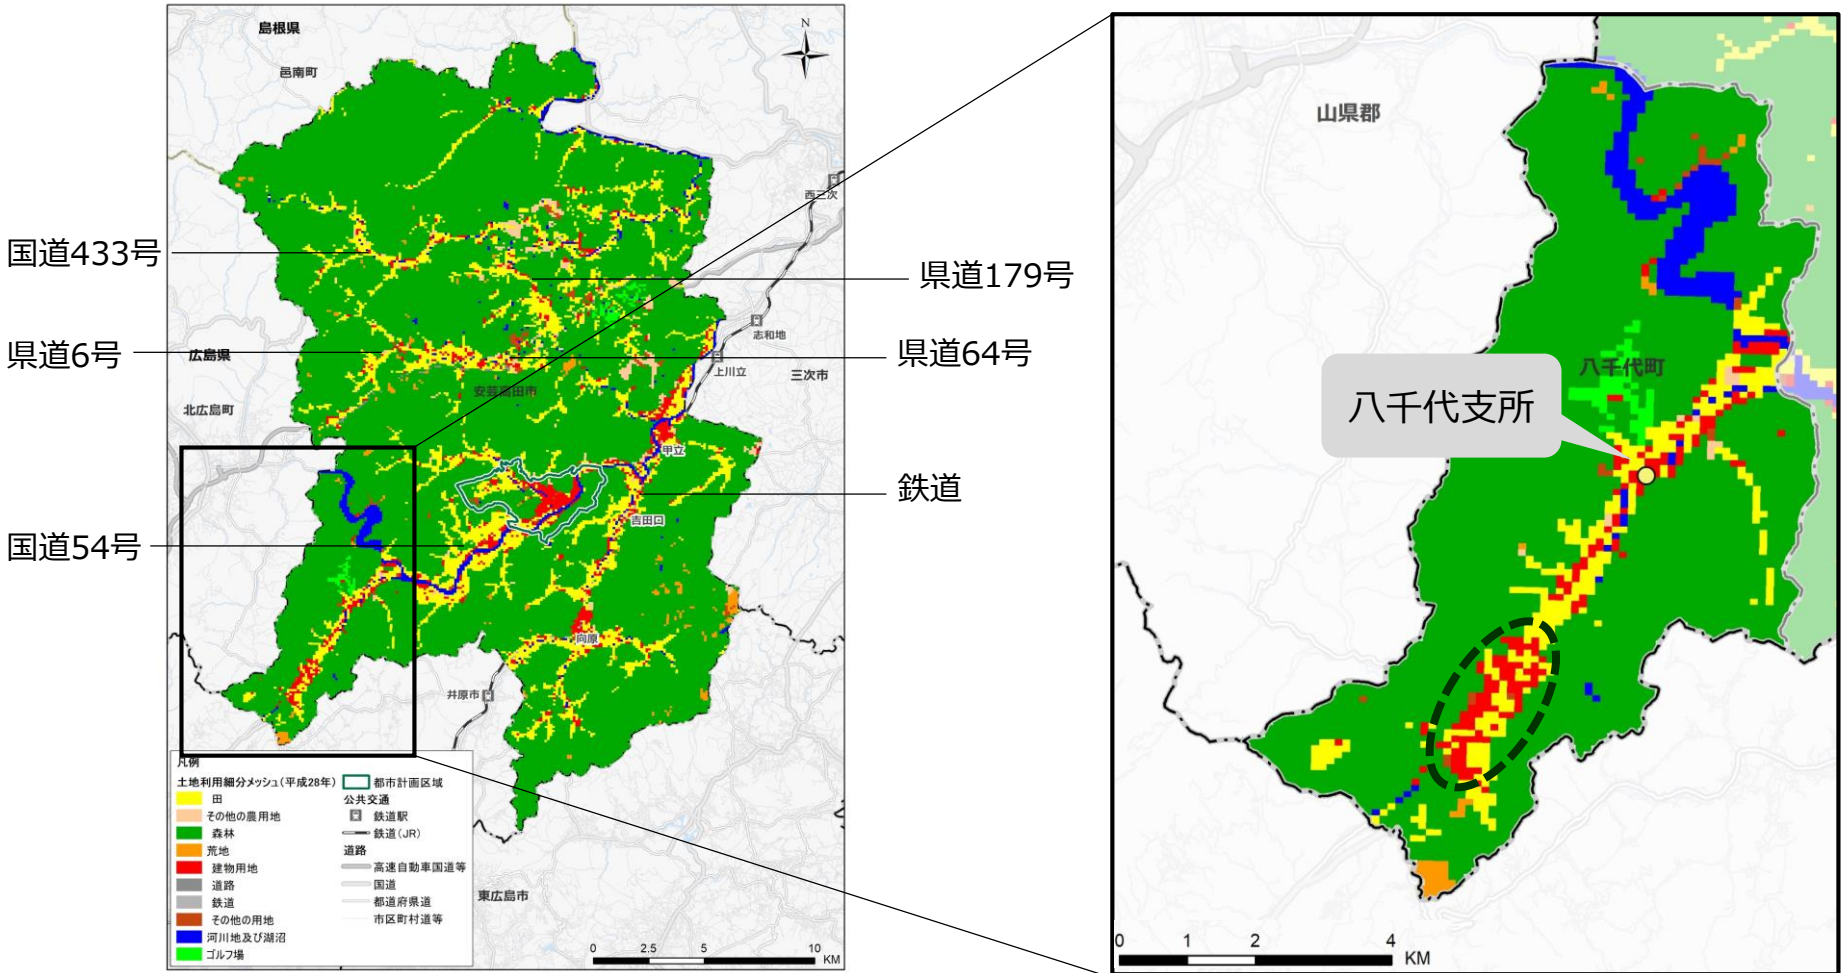 島根県
邑南町
N
西三次
国道433号
県道179号
志和地
県道6号
広島県
県道64号
上川立
三次市
安芸高田市
北広島町
甲立
鉄道
吉田口
国道54号
向原
井原市
東広島市
凡例
土地利用細分メッシュ(平成28年)
田
その他の農用地
森林
荒地
建物用地
道路
鉄道
その他の用地
河川地及び湖沼
ゴルフ場
都市計画区域
公共交通
鉄道駅
鉄道(JR)
道路
高速自動車国道等
国道
都道府県道
市区町村道等
0 2.5 5 10
KM
山県郡
八千代町
八千代支所
0 1 2 4
KM